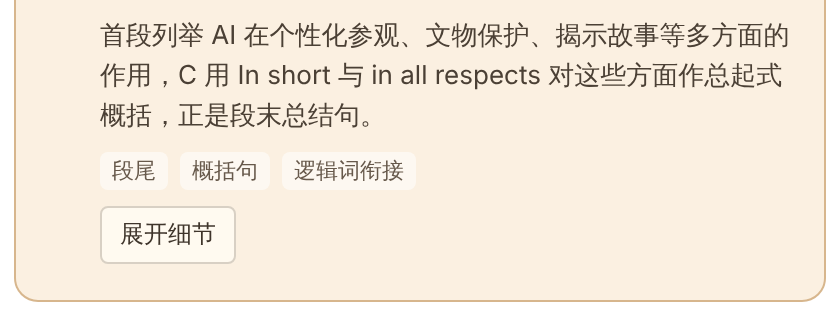 首段列举 AI 在个性化参观、文物保护、揭示故事等多方面的
作用，C 用 In short 与 in all respects 对这些方面作总起式
概括，正是段末总结句。
段尾 概括句 逻辑词衔接
展开细节